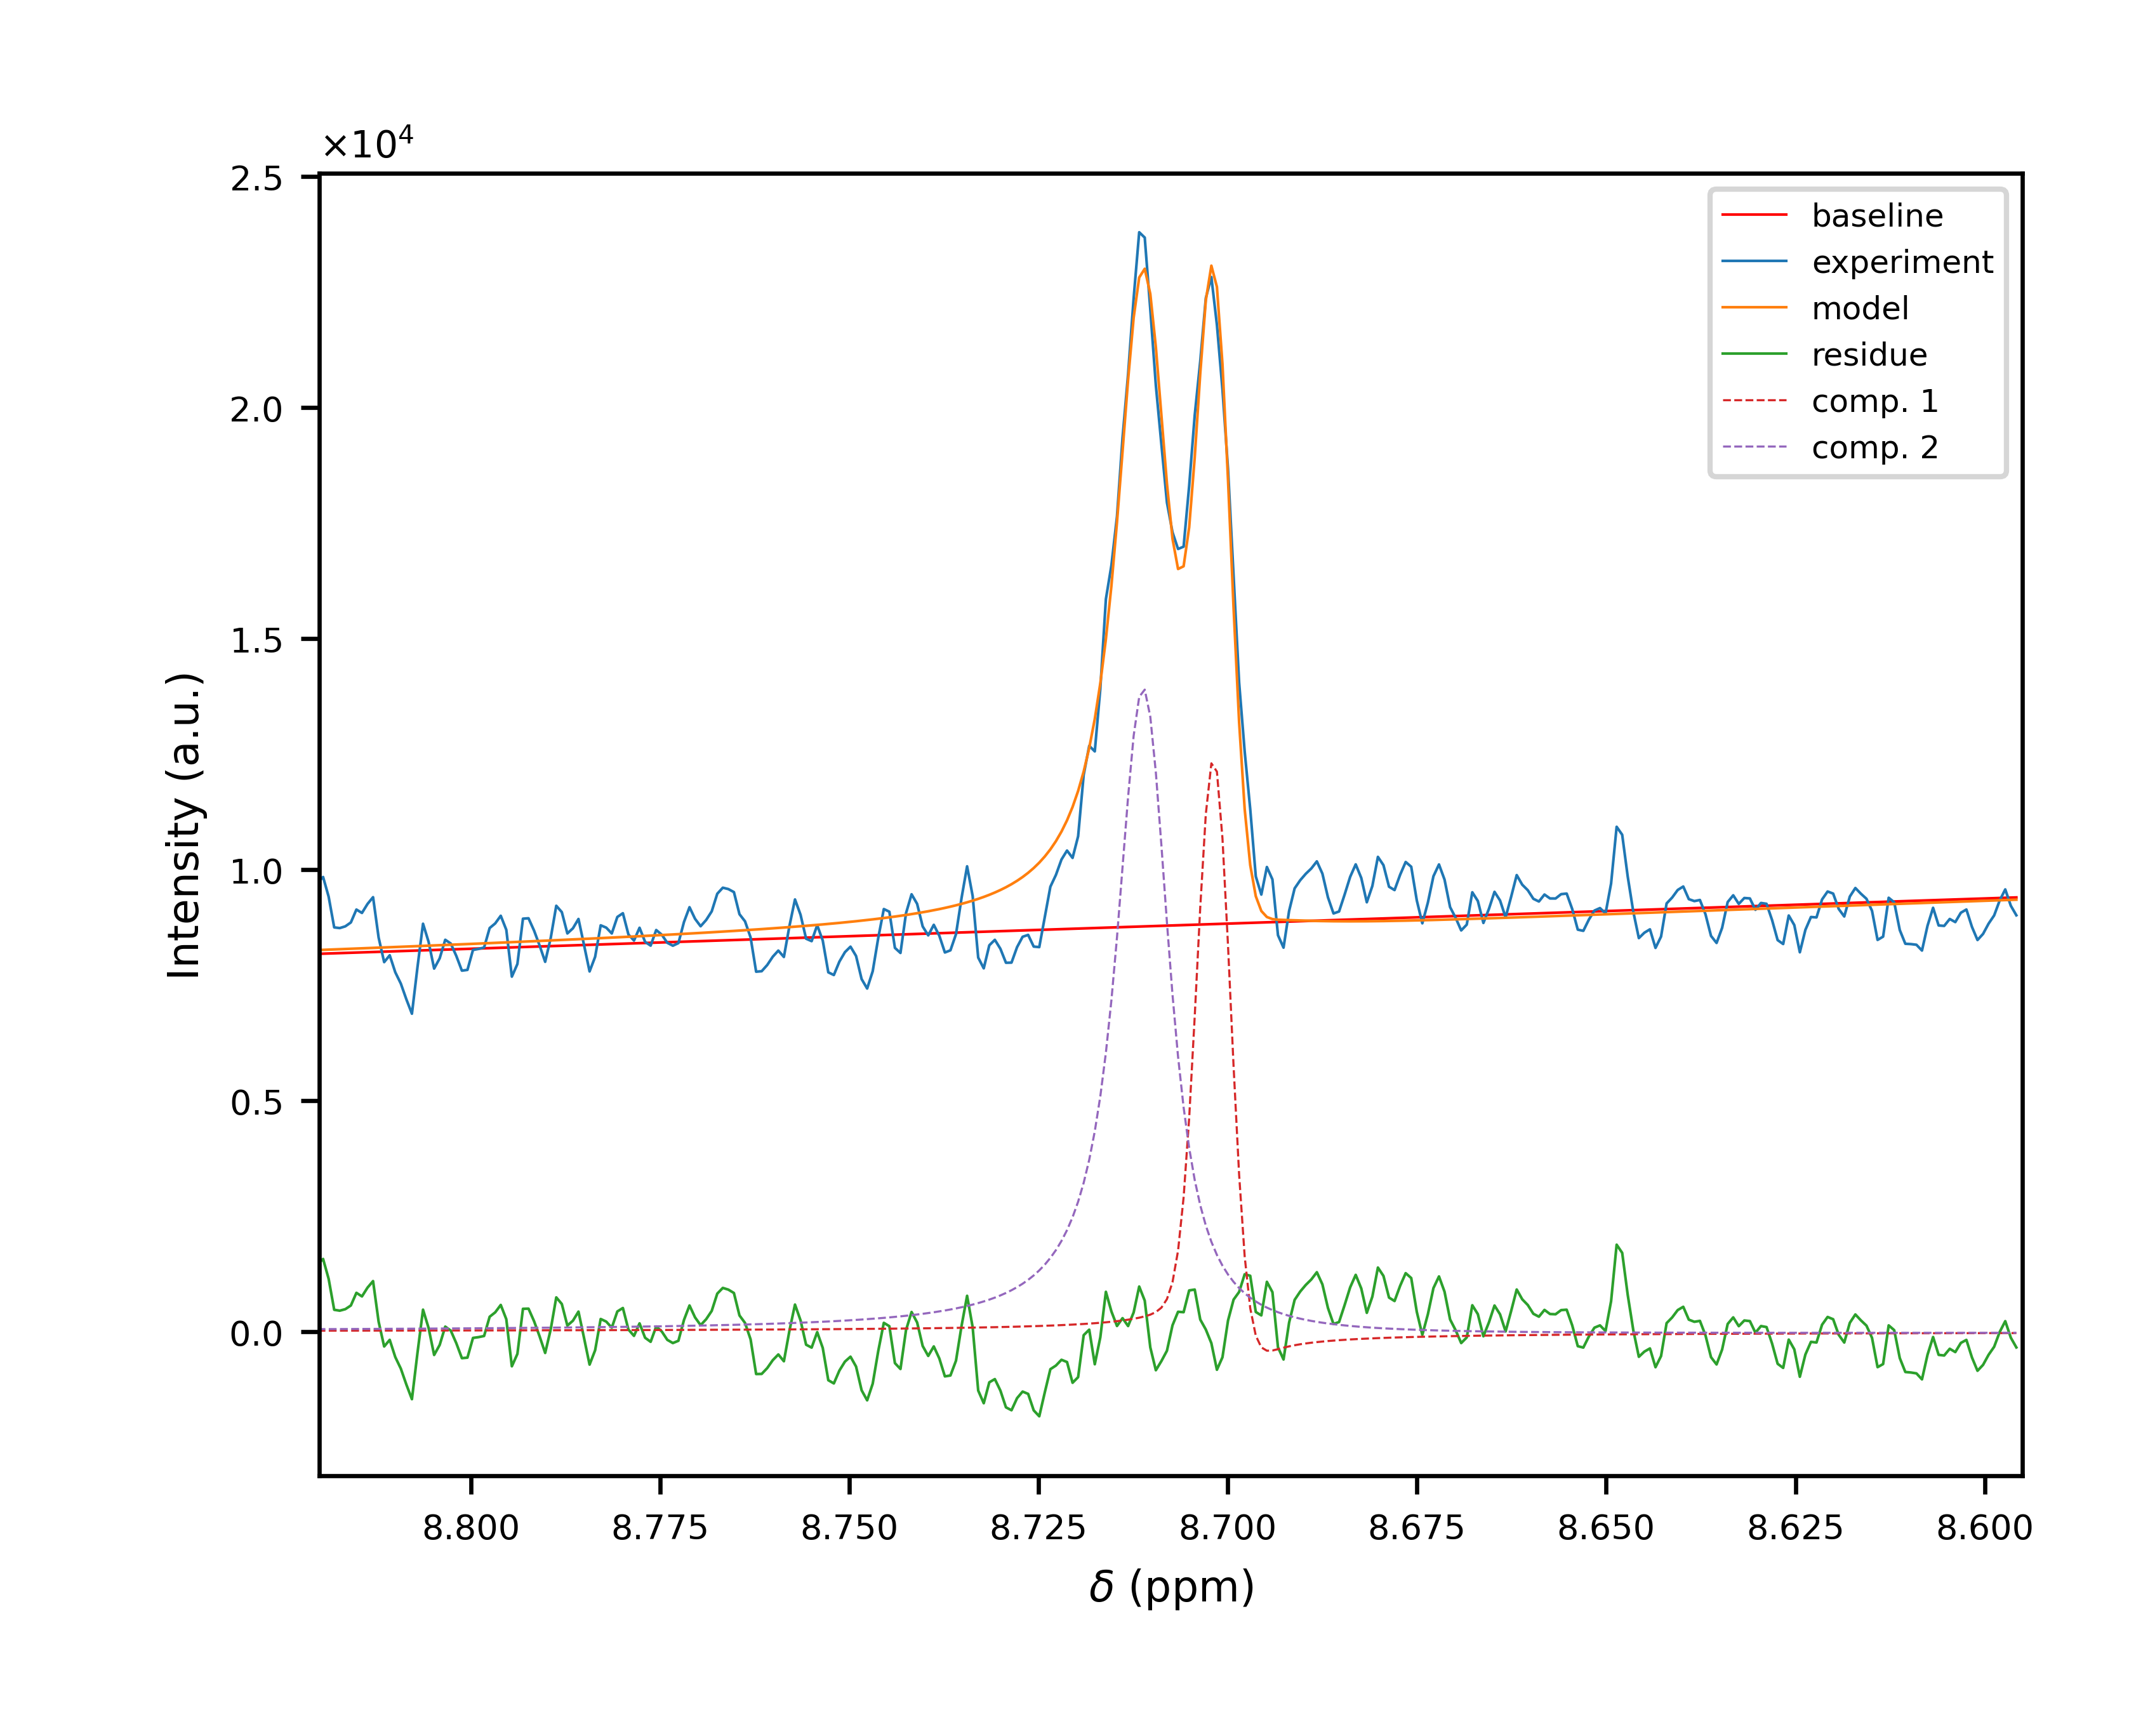 ×10⁴
2.5
2.0
1.5
1.0
0.5
0.0
Intensity (a.u.)
baseline
experiment
model
residue
comp. 1
comp. 2
8.800 8.775 8.750 8.725 8.700 8.675 8.650 8.625 8.600
δ (ppm)